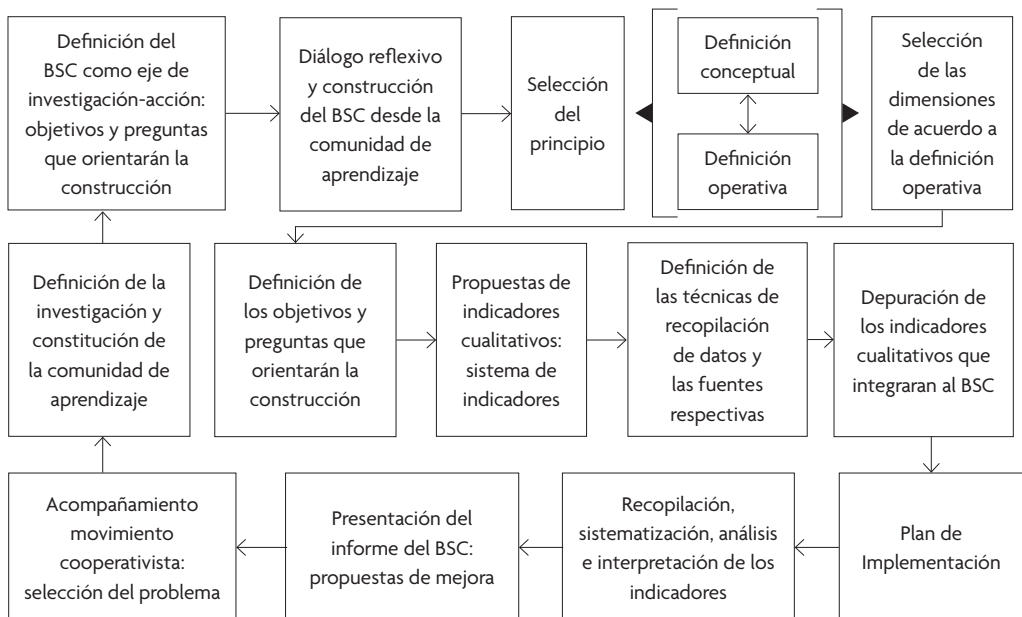 Definición del
BSC como eje de
investigación-acción:
objetivos y preguntas
que orientarán la
construcción
Diálogo reflexivo
y construcción
del BSC desde la
comunidad de
aprendizaje
Selección
del
principio
Definición
conceptual
Definición
operativa
Selección
de las
dimensiones
de acuerdo a
la definición
operativa
Definición de la
investigación y
constitución de
la comunidad de
aprendizaje
Definición de
los objetivos y
preguntas que
orientarán la
construcción
Propuestas de
indicadores
cualitativos:
sistema de
indicadores
Definición de
las técnicas de
recopilación
de datos y
las fuentes
respectivas
Depuración de
los indicadores
cualitativos que
integraran al BSC
Acompañamiento
movimiento
cooperativista:
selección del problema
Presentación del
informe del BSC:
propuestas de mejora
Recopilación,
sistematización, análisis
e interpretación de los
indicadores
Plan de
Implementación